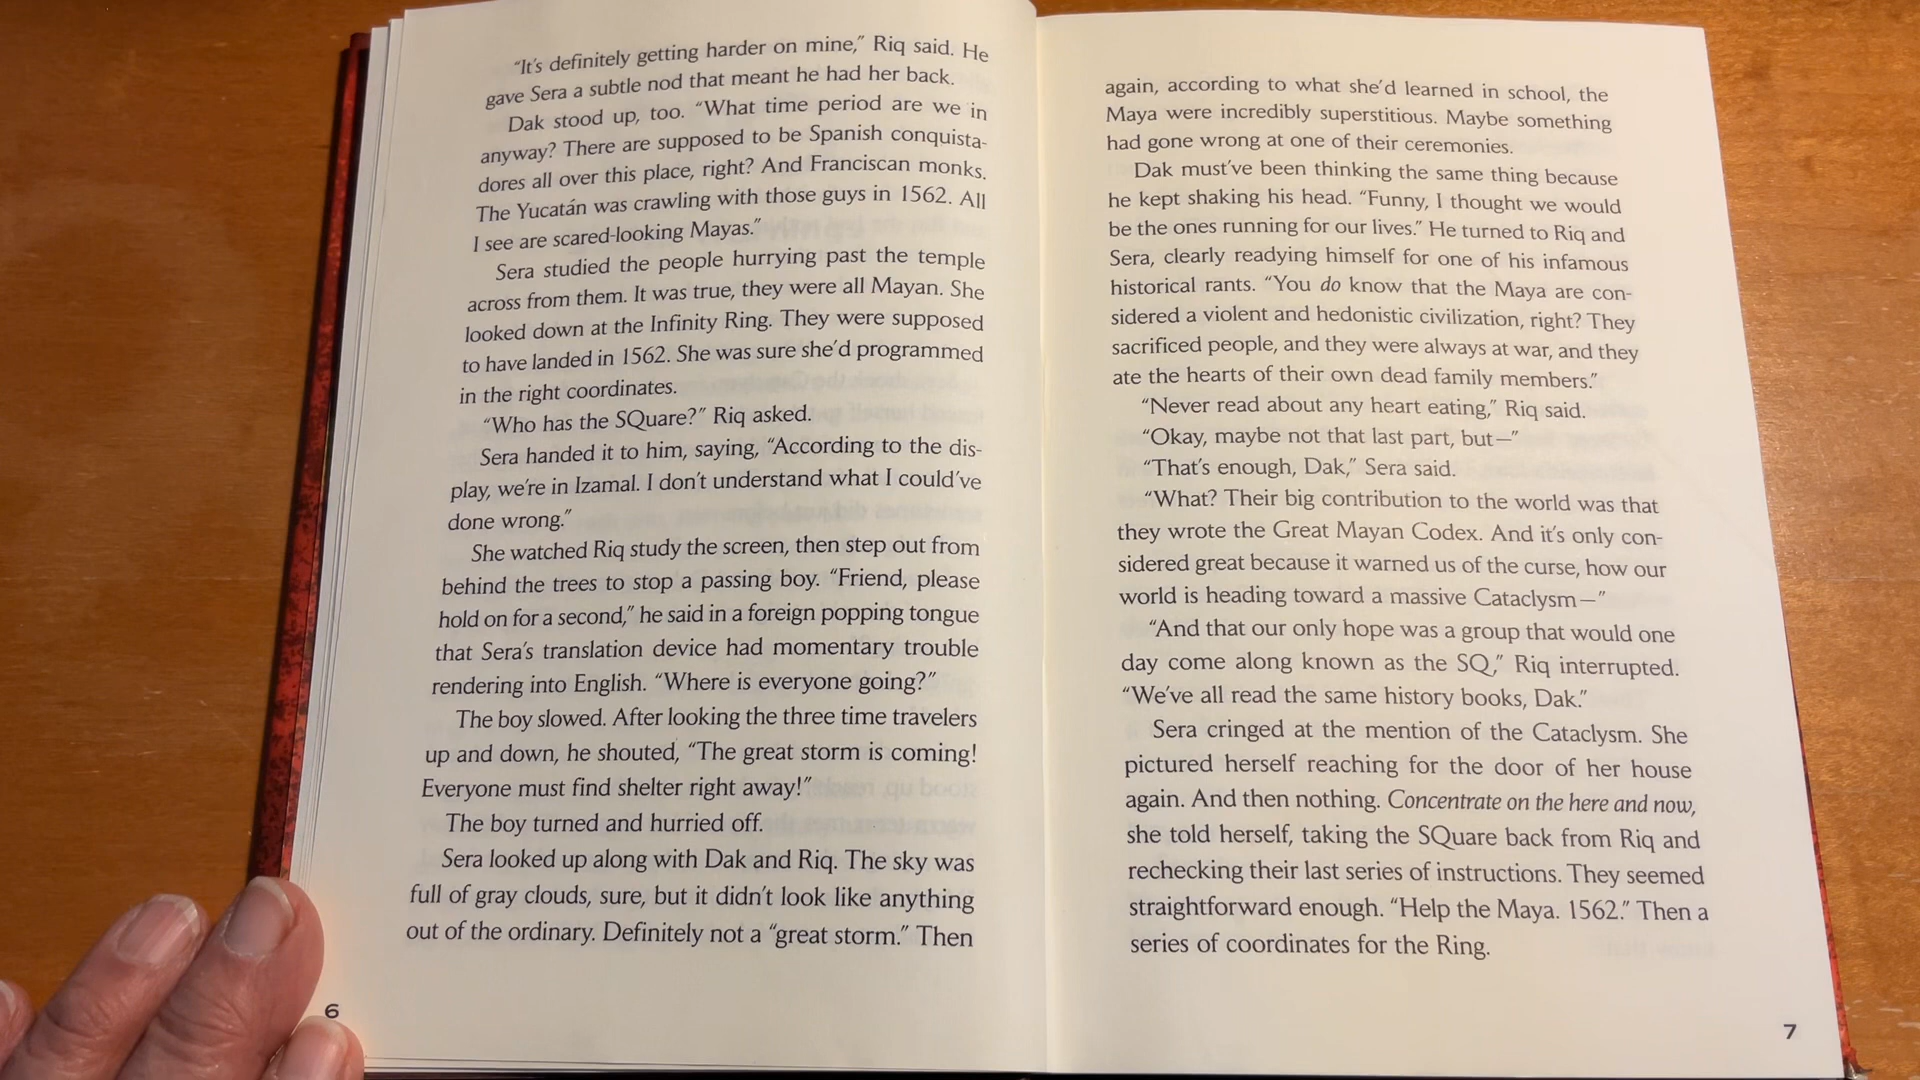 “It’s definitely getting harder on mine,” Riq said. He
gave Sera a subtle nod that meant he had her back.
Dak stood up, too. “What time period are we in
anyway? There are supposed to be Spanish conquista-
dores all over this place, right? And Franciscan monks.
The Yucatán was crawling with those guys in 1562. All
I see are scared-looking Mayas.”
Sera studied the people hurrying past the temple
across from them. It was true, they were all Mayan. She
looked down at the Infinity Ring. They were supposed
to have landed in 1562. She was sure she’d programmed
in the right coordinates.
“Who has the SQuare?” Riq asked.
Sera handed it to him, saying, “According to the dis-
play, we’re in Izamal. I don’t understand what I could’ve
done wrong.”
She watched Riq study the screen, then step out from
behind the trees to stop a passing boy. “Friend, please
hold on for a second,” he said in a foreign popping tongue
that Sera’s translation device had momentary trouble
rendering into English. “Where is everyone going?”
The boy slowed. After looking the three time travelers
up and down, he shouted, “The great storm is coming!
Everyone must find shelter right away!”
The boy turned and hurried off.
Sera looked up along with Dak and Riq. The sky was
full of gray clouds, sure, but it didn’t look like anything
out of the ordinary. Definitely not a “great storm.” Then
6
again, according to what she’d learned in school, the
Maya were incredibly superstitious. Maybe something
had gone wrong at one of their ceremonies.
Dak must’ve been thinking the same thing because
he kept shaking his head. “Funny, I thought we would
be the ones running for our lives.” He turned to Riq and
Sera, clearly readying himself for one of his infamous
historical rants. “You do know that the Maya are con-
sidered a violent and hedonistic civilization, right? They
sacrificed people, and they were always at war, and they
ate the hearts of their own dead family members.”
“Never read about any heart eating,” Riq said.
“Okay, maybe not that last part, but—”
“That’s enough, Dak,” Sera said.
“What? Their big contribution to the world was that
they wrote the Great Mayan Codex. And it’s only con-
sidered great because it warned us of the curse, how our
world is heading toward a massive Cataclysm—”
“And that our only hope was a group that would one
day come along known as the SQ,” Riq interrupted.
“We’ve all read the same history books, Dak.”
Sera cringed at the mention of the Cataclysm. She
pictured herself reaching for the door of her house
again. And then nothing. Concentrate on the here and now,
she told herself, taking the SQuare back from Riq and
rechecking their last series of instructions. They seemed
straightforward enough. “Help the Maya. 1562.” Then a
series of coordinates for the Ring.
7